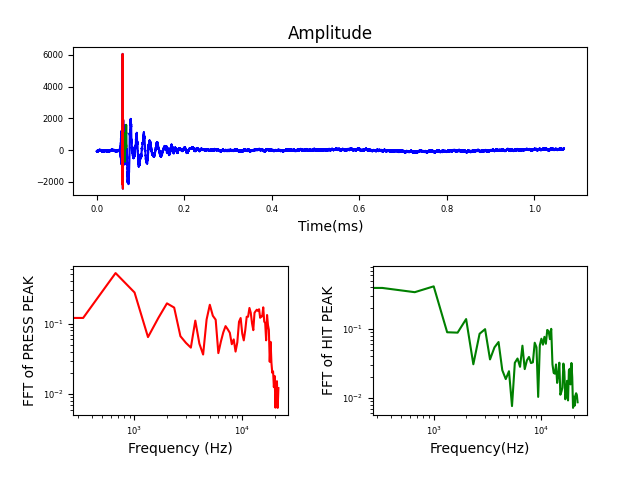 Amplitude
6000
4000
2000
0
−2000
0.0 0.2 0.4 0.6 0.8 1.0
Time(ms)
FFT of PRESS PEAK
10⁻¹
10⁻²
10³ 10⁴
Frequency (Hz)
FFT of HIT PEAK
10⁻¹
10⁻²
10³ 10⁴
Frequency(Hz)